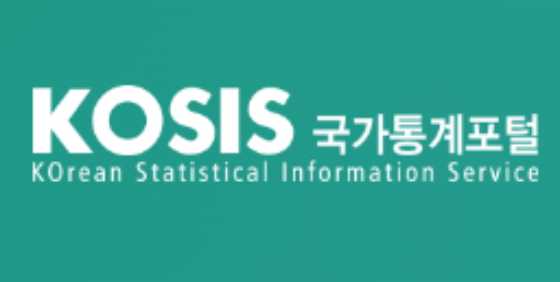 KOSIS 국가통계포털
KOrean Statistical Information Service